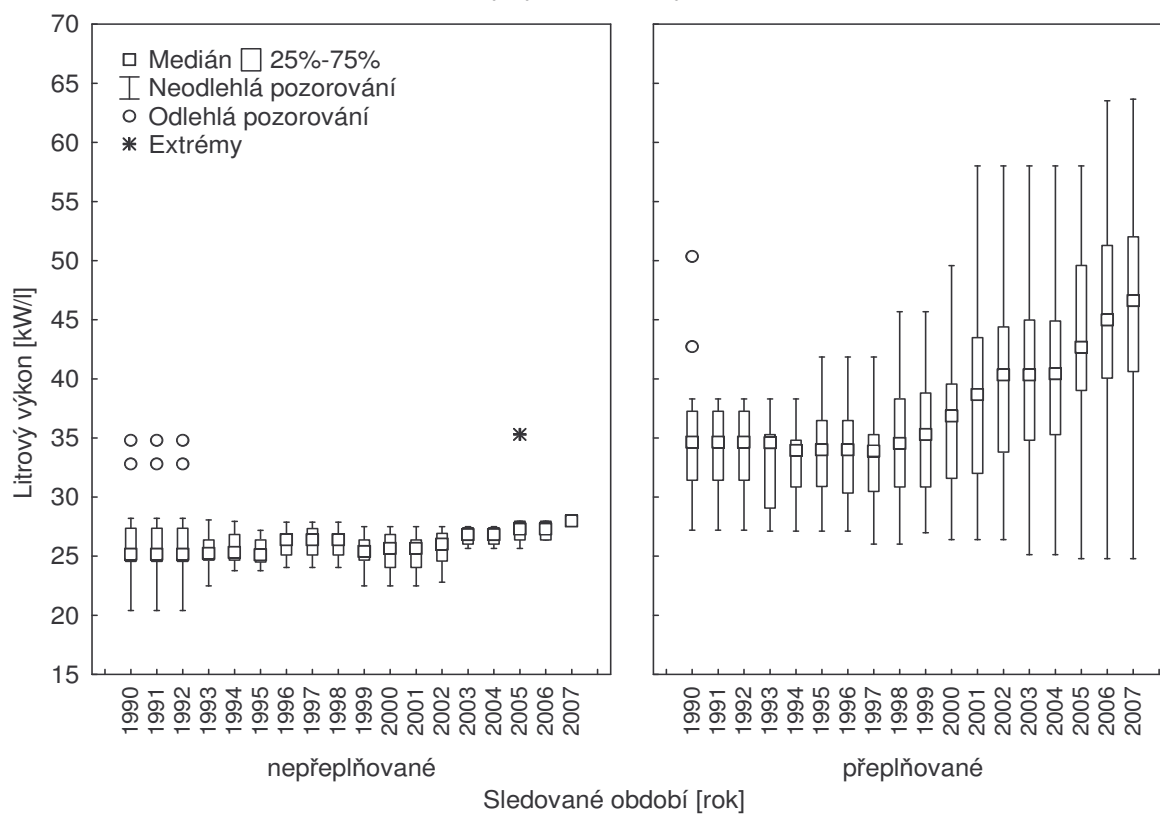 Litrový výkon [kW/l]
70
65
60
55
50
45
40
35
30
25
20
15
Medián 25%-75%
Neodlehlá pozorování
Odlehlá pozorování
Extrémy
1990 1991 1992 1993 1994 1995 1996 1997 1998 1999 2000 2001 2002 2003 2004 2005 2006 2007
1990 1991 1992 1993 1994 1995 1996 1997 1998 1999 2000 2001 2002 2003 2004 2005 2006 2007
nepřeplňované
přeplňované
Sledované období [rok]